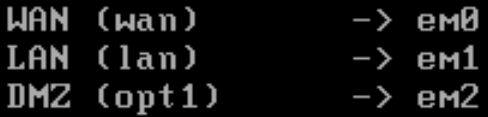 WAN (wan) -> em0
LAN (lan) -> em1
DMZ (opt1) -> em2